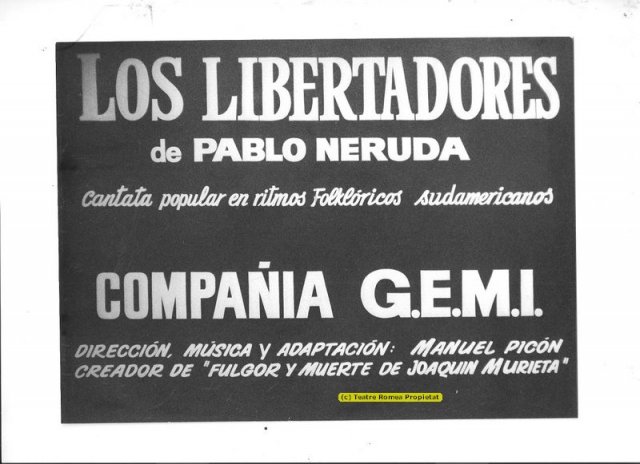 LOS LIBERTADORES
de PABLO NERUDA
Cantata popular en ritmos Folklóricos sudamericanos
COMPAÑIA G.E.M.I.
DIRECCIÓN, MÚSICA Y ADAPTACIÓN: MANUEL PICÓN
CREADOR DE "FULGOR Y MUERTE DE JOAQUIN MURIETA"
(c) Teatre Romea Propietat